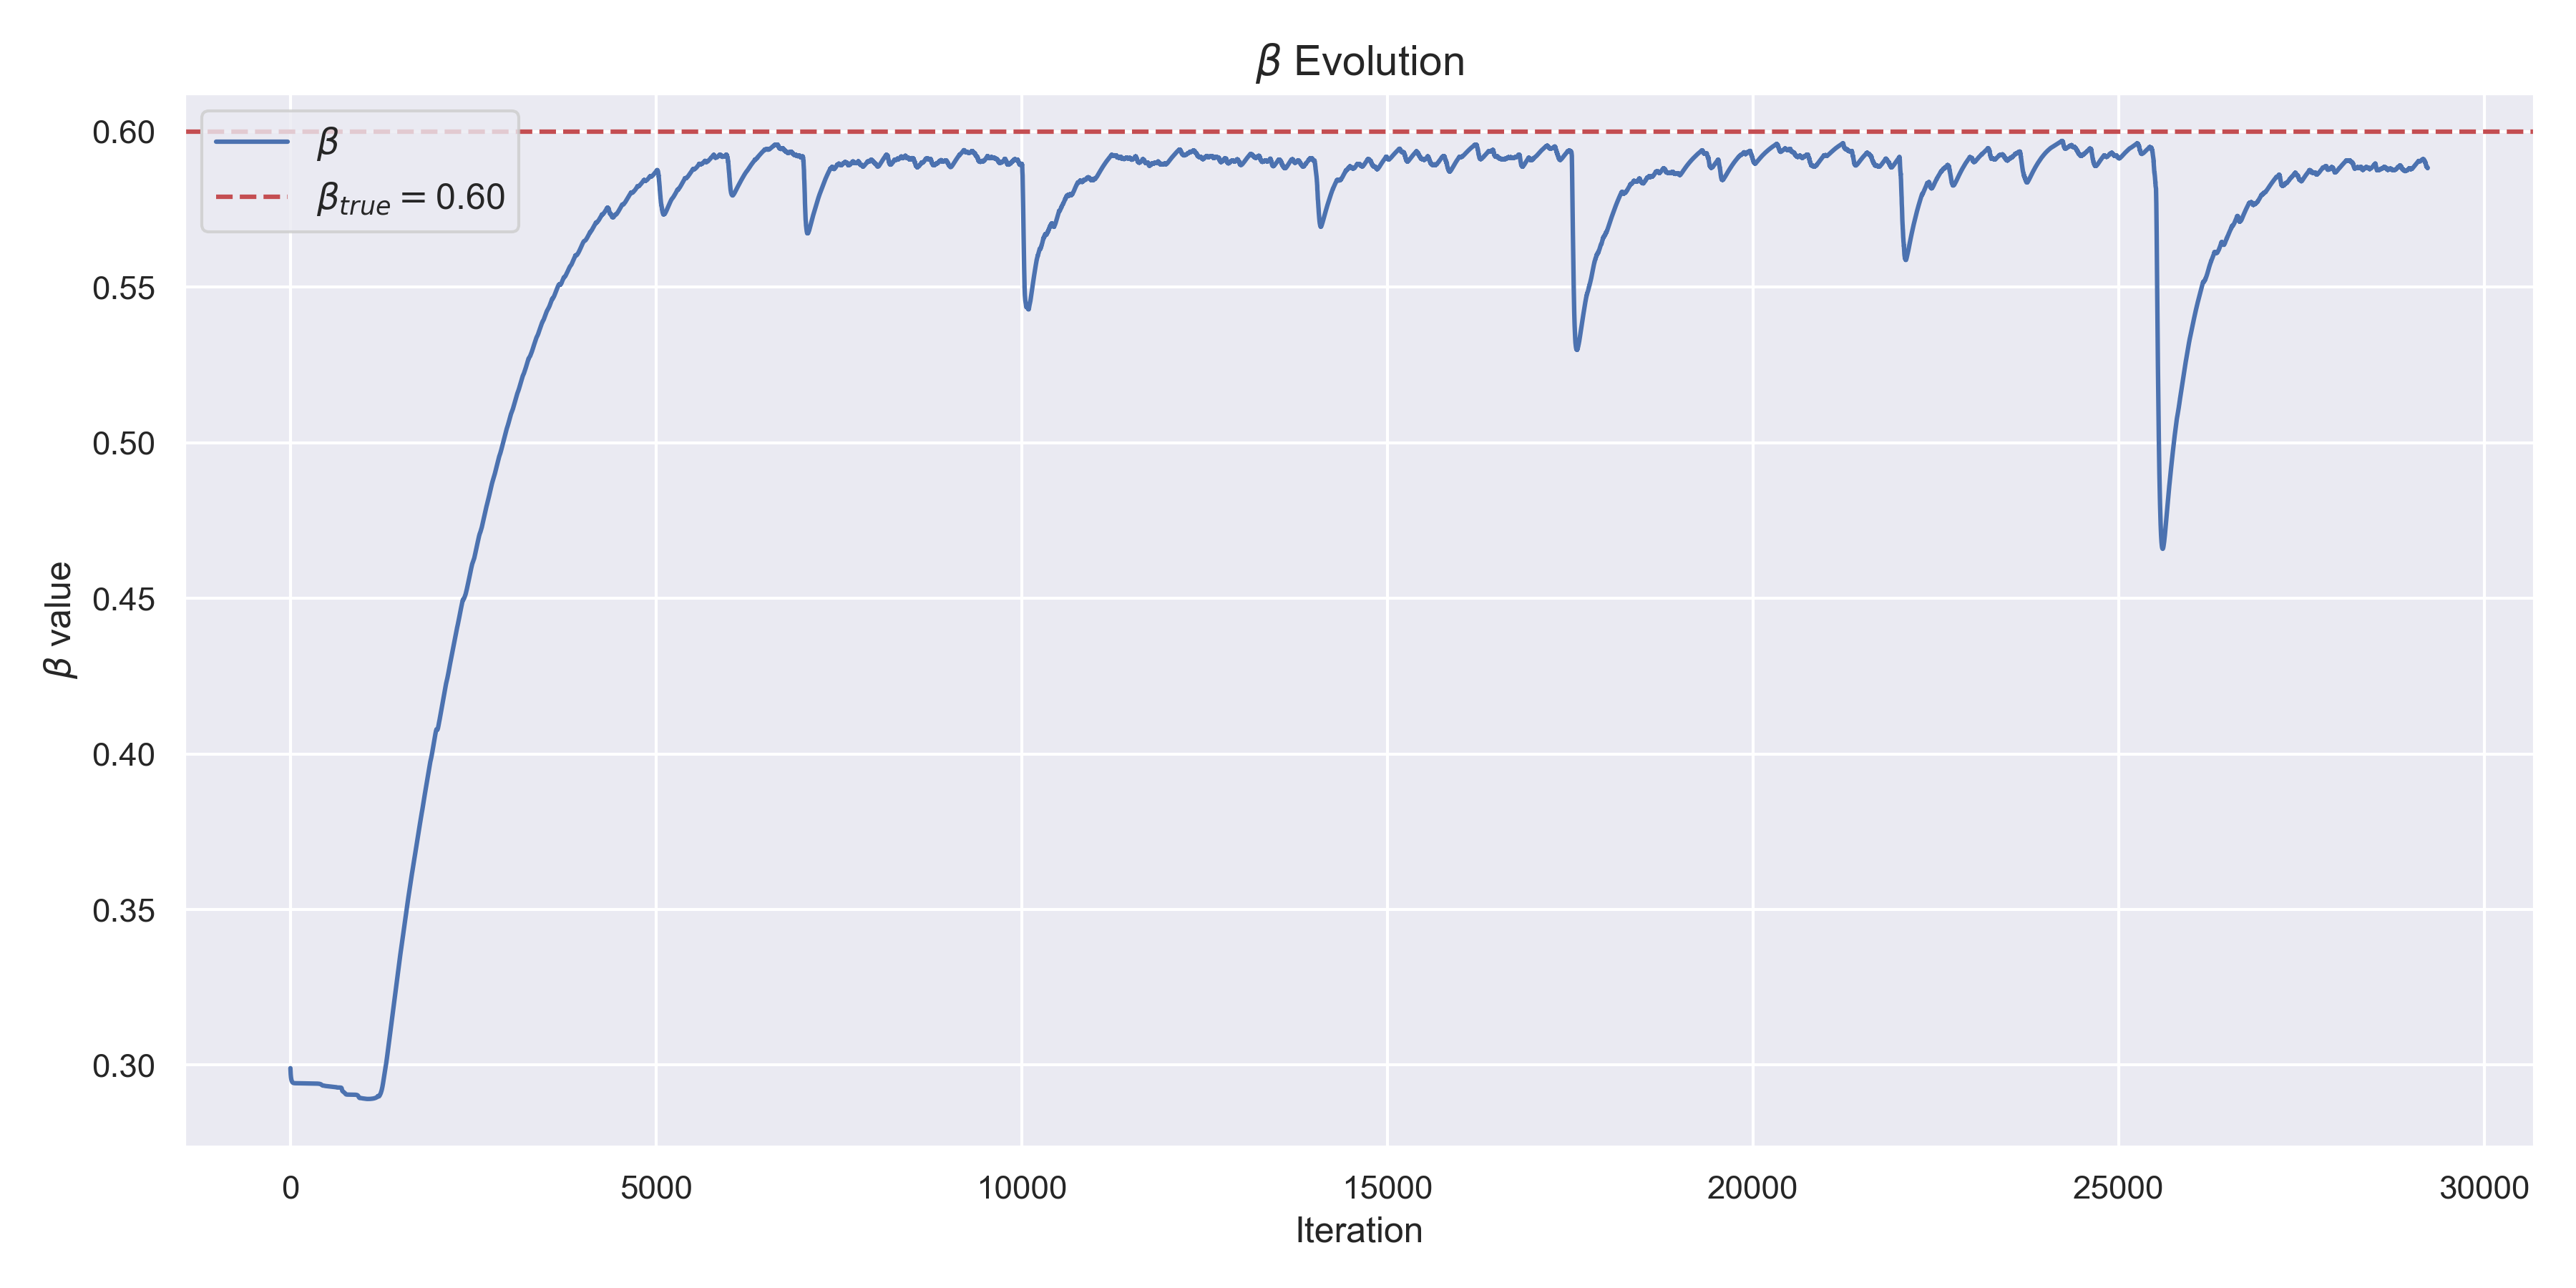 β Evolution
β
β_true = 0.60
0.60
0.55
0.50
0.45
0.40
0.35
0.30
β value
0 5000 10000 15000 20000 25000 30000
Iteration